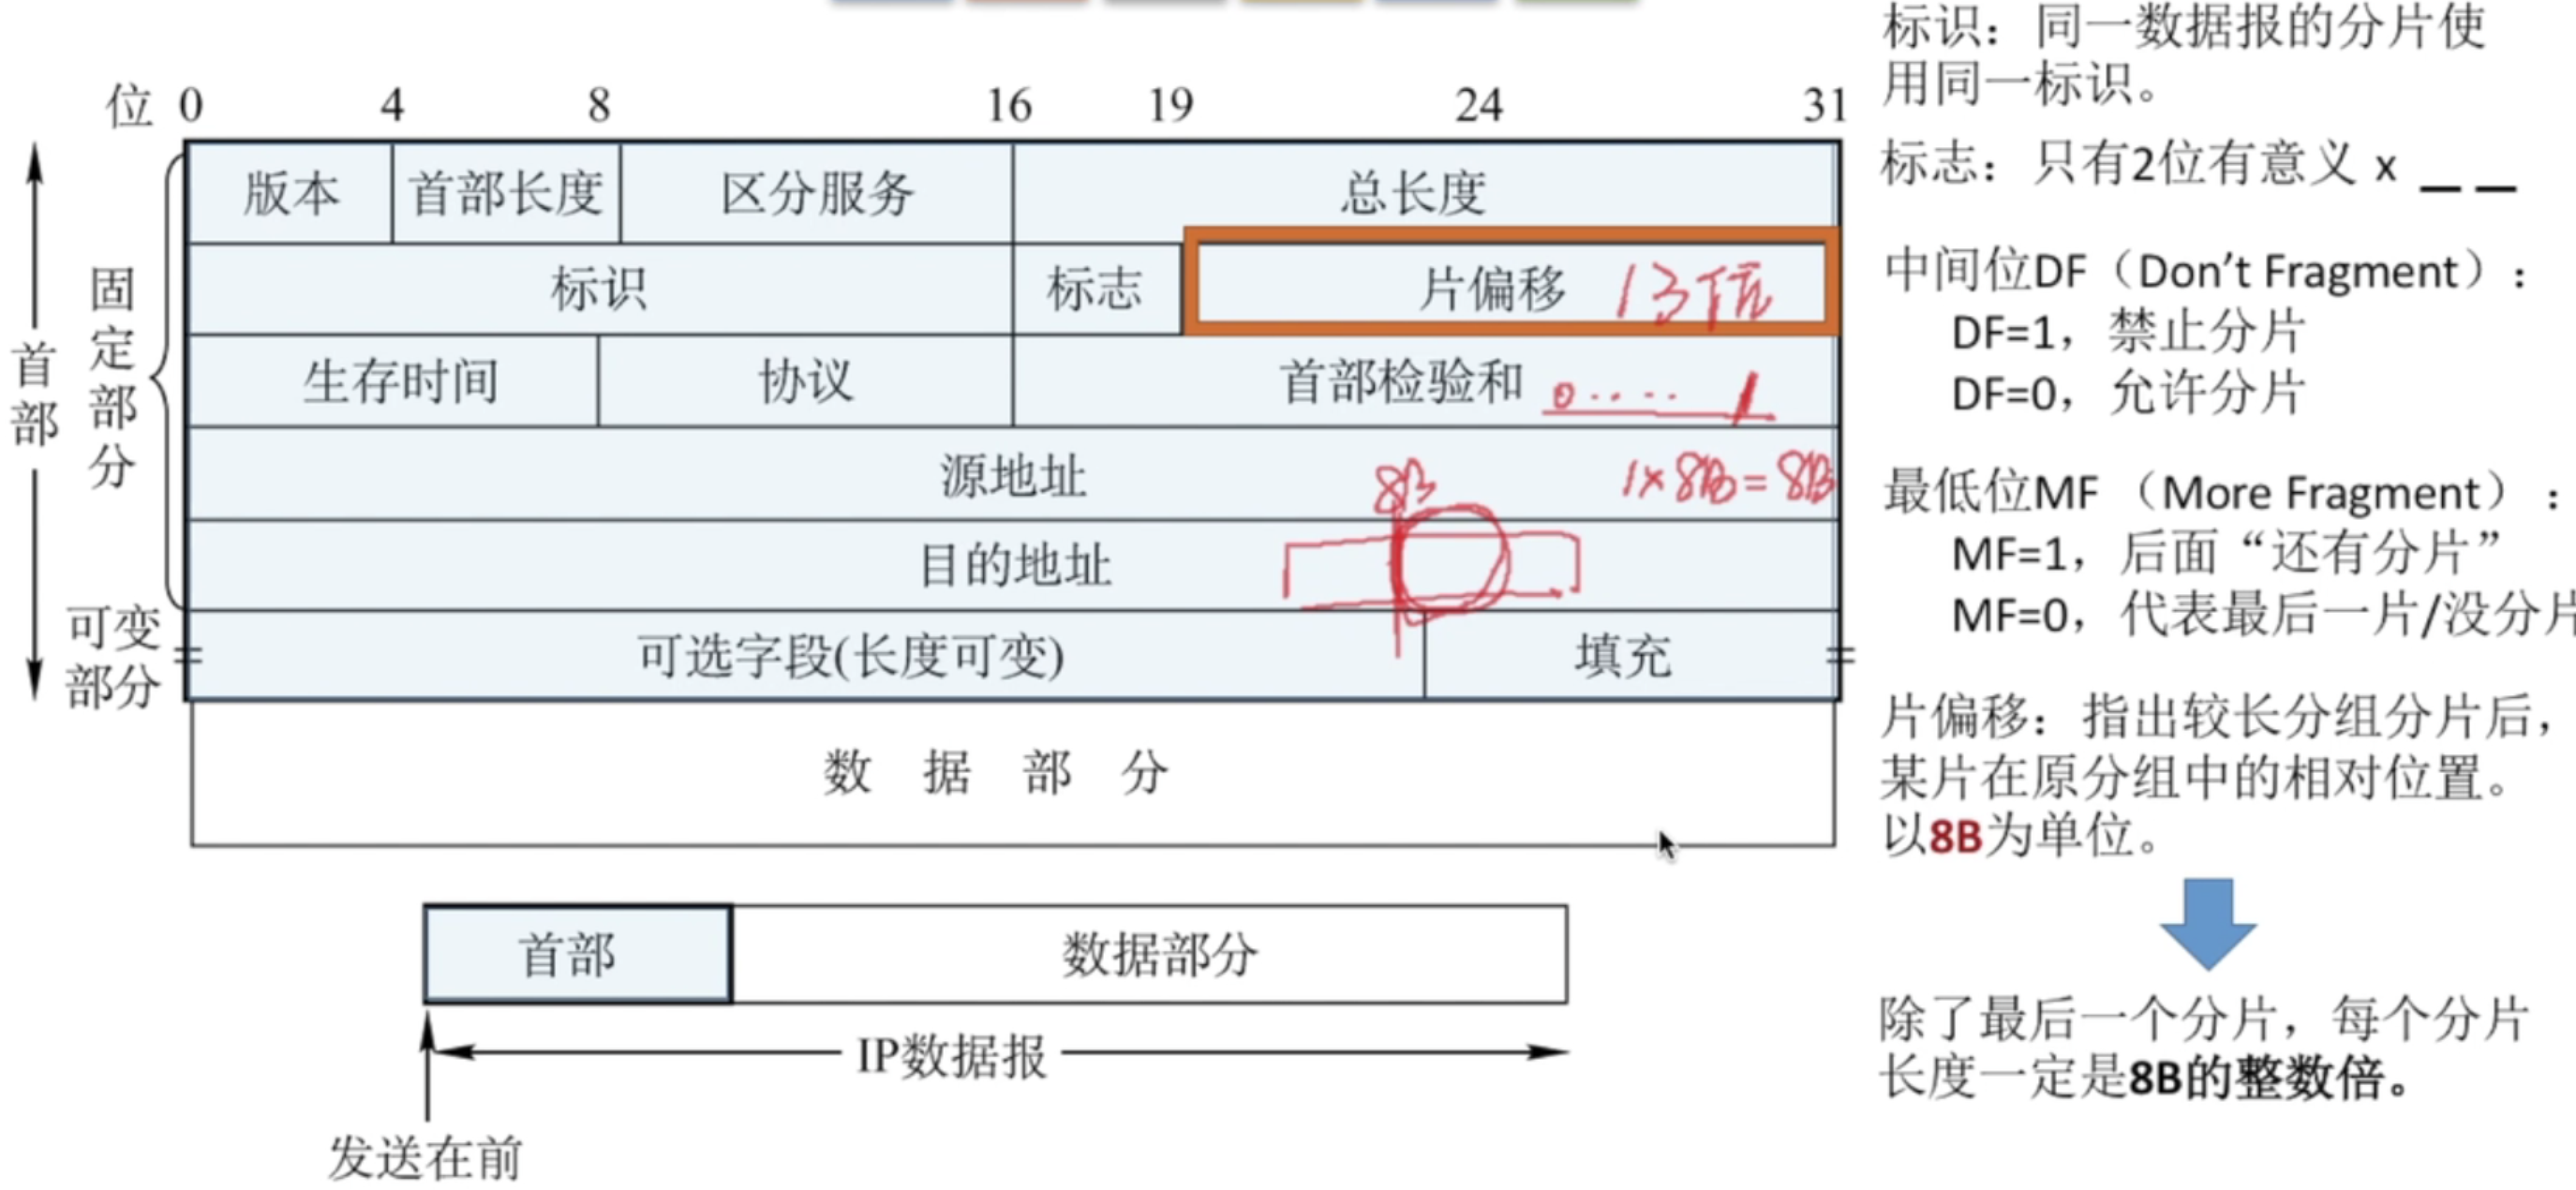 位 0 4 8 16 19 24 31
版本 首部长度 区分服务 总长度
标识 标志 片偏移 13位
生存时间 协议 首部检验和 0····· 1
源地址 8B 1×8B=8B
目的地址
可选字段(长度可变) 填充
首部
固定部分
可变
部分
数 据 部 分
首部 数据部分
IP数据报
发送在前
标识：同一数据报的分片使
用同一标识。
标志：只有2位有意义 x _ _
中间位DF（Don't Fragment）：
DF=1，禁止分片
DF=0，允许分片
最低位MF （More Fragment）：
MF=1，后面“还有分片”
MF=0，代表最后一片/没分片
片偏移：指出较长分组分片后，
某片在原分组中的相对位置。
以8B为单位。
除了最后一个分片，每个分片
长度一定是8B的整数倍。